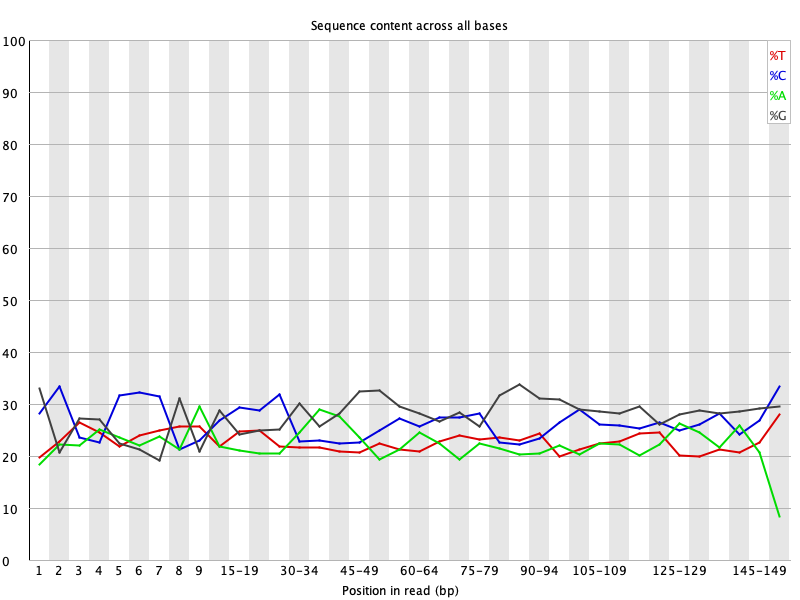 Sequence content across all bases
100
90
80
70
60
50
40
30
20
10
0
%T
%C
%A
%G
1 2 3 4 5 6 7 8 9 15-19 30-34 45-49 60-64 75-79 90-94 105-109 125-129 145-149
Position in read (bp)